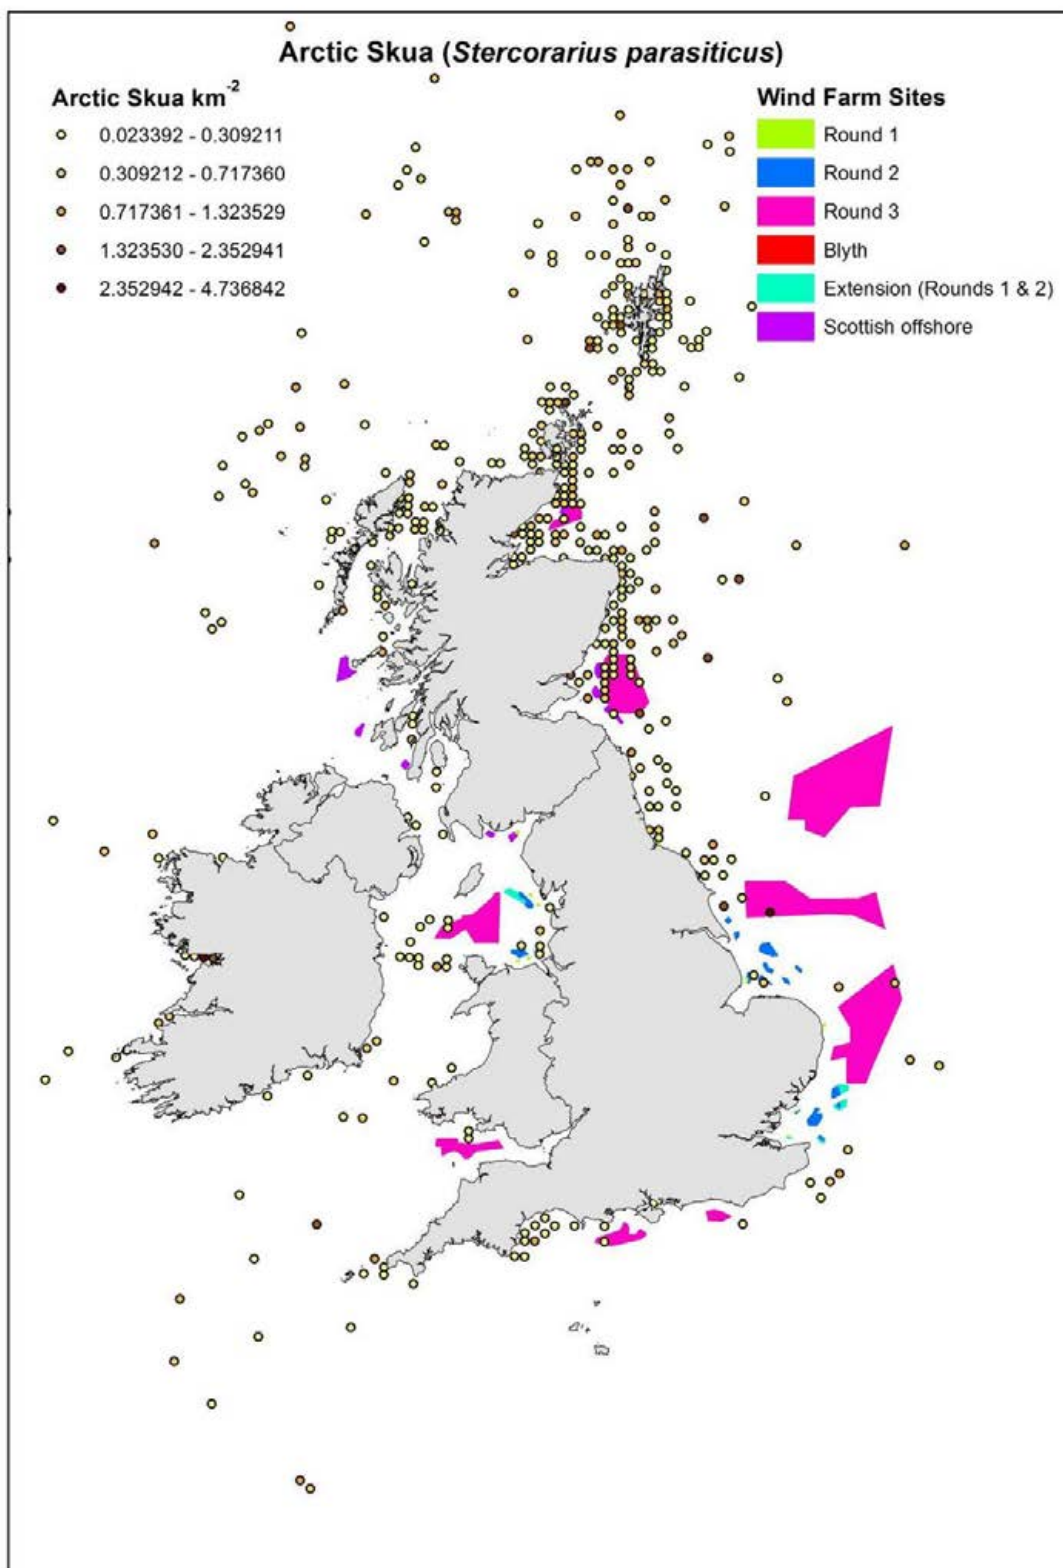 Arctic Skua (Stercorarius parasiticus)
Arctic Skua km-2
0.023392 - 0.309211
0.309212 - 0.717360
0.717361 - 1.323529
1.323530 - 2.352941
2.352942 - 4.736842
Wind Farm Sites
Round 1
Round 2
Round 3
Blyth
Extension (Rounds 1 & 2)
Scottish offshore